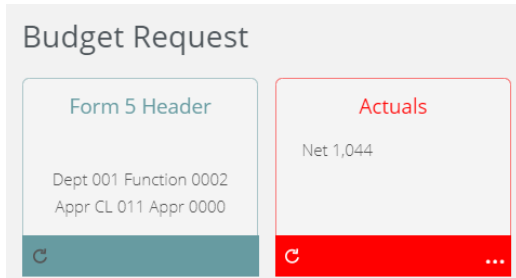 Budget Request
Form 5 Header
Dept 001 Function 0002
Appr CL 011 Appr 0000
Actuals
Net 1,044
...